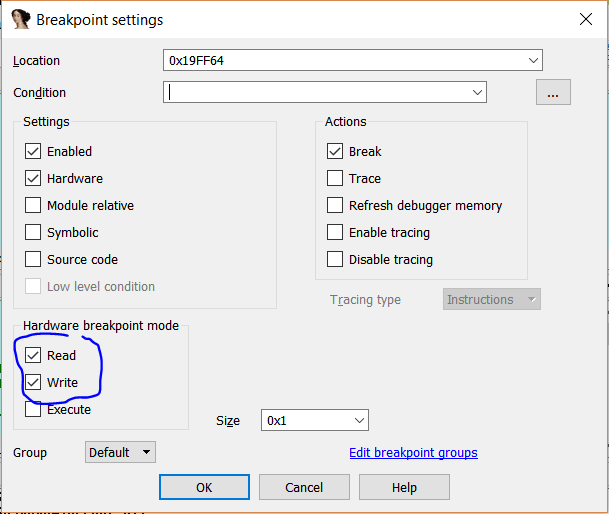 Breakpoint settings
Location 0x19FF64
Condition ...
Settings Actions
Enabled Break
Hardware Trace
Module relative Refresh debugger memory
Symbolic Enable tracing
Source code Disable tracing
Low level condition
Tracing type Instructions
Hardware breakpoint mode
Read
Write
Execute
Size 0x1
Group Default Edit breakpoint groups
OK Cancel Help